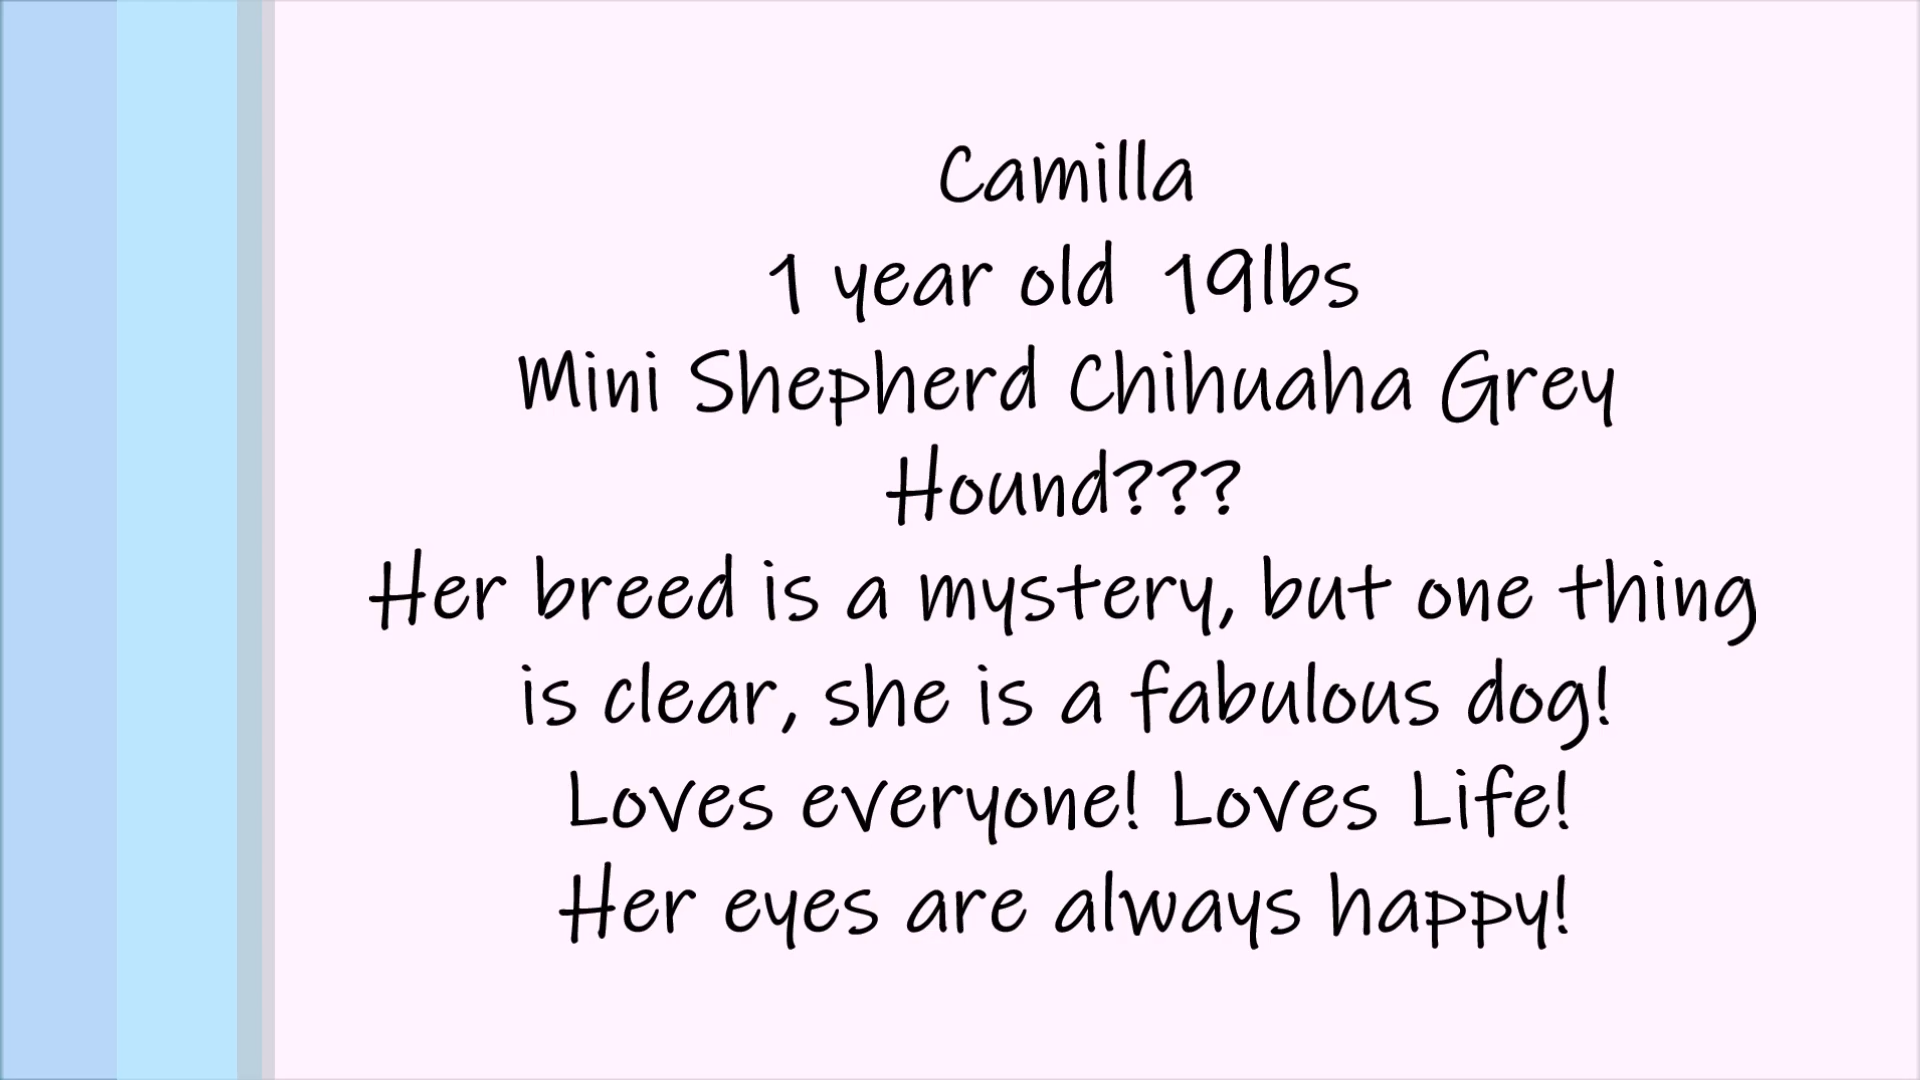 Camilla
1 year old  19lbs
Mini Shepherd Chihuaha Grey
Hound???
Her breed is a mystery, but one thing
is clear, she is a fabulous dog!
Loves everyone! Loves Life!
Her eyes are always happy!